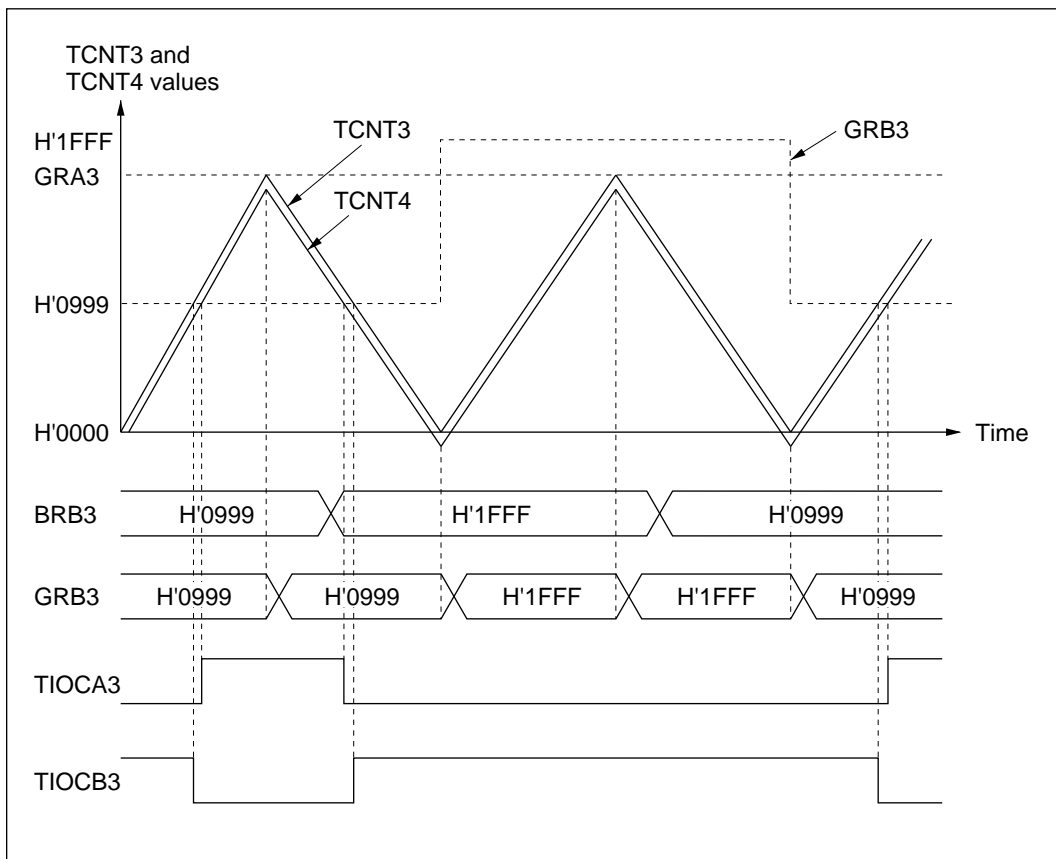 TCNT3 and
TCNT4 values
H'1FFF
TCNT3
GRB3
GRA3
TCNT4
H'0999
H'0000
Time
BRB3 H'0999 H'1FFF H'0999
GRB3 H'0999 H'0999 H'1FFF H'1FFF H'0999
TIOCA3
TIOCB3